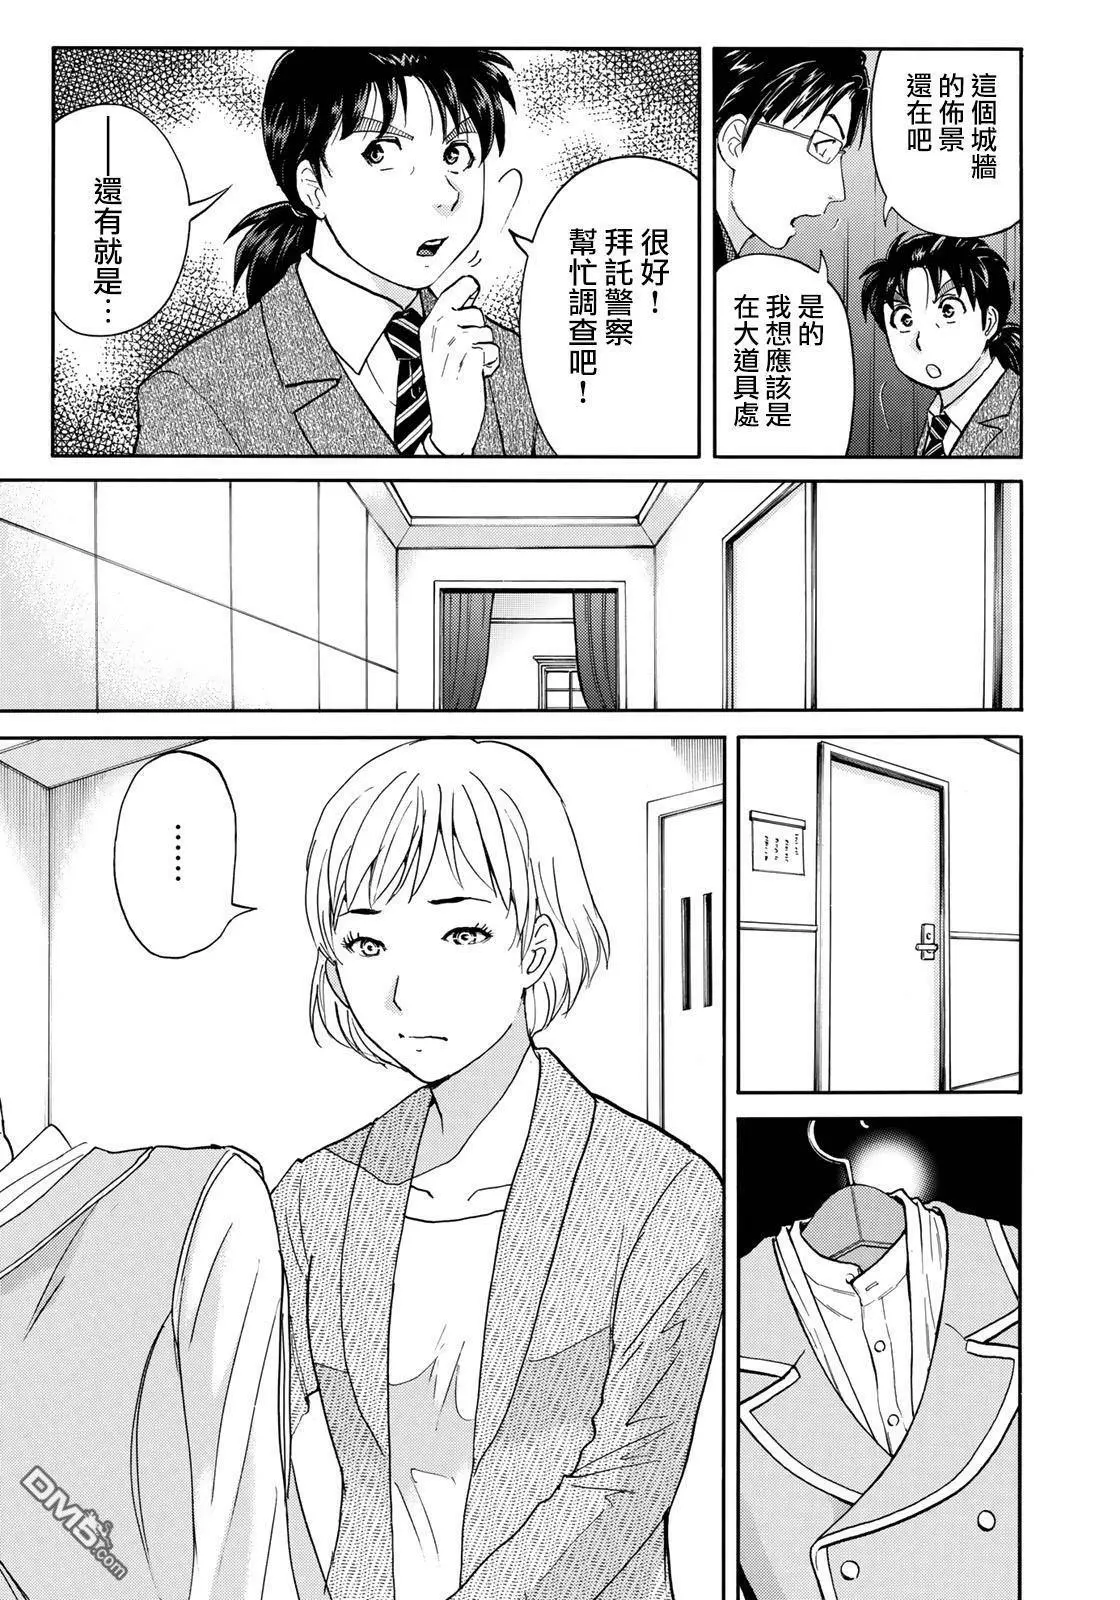 這個城牆
的佈景
還在吧
是的
我想應該是
在大道具處
很好！
拜託警察
幫忙調查吧！
——還有就是…
……
DM5
.com